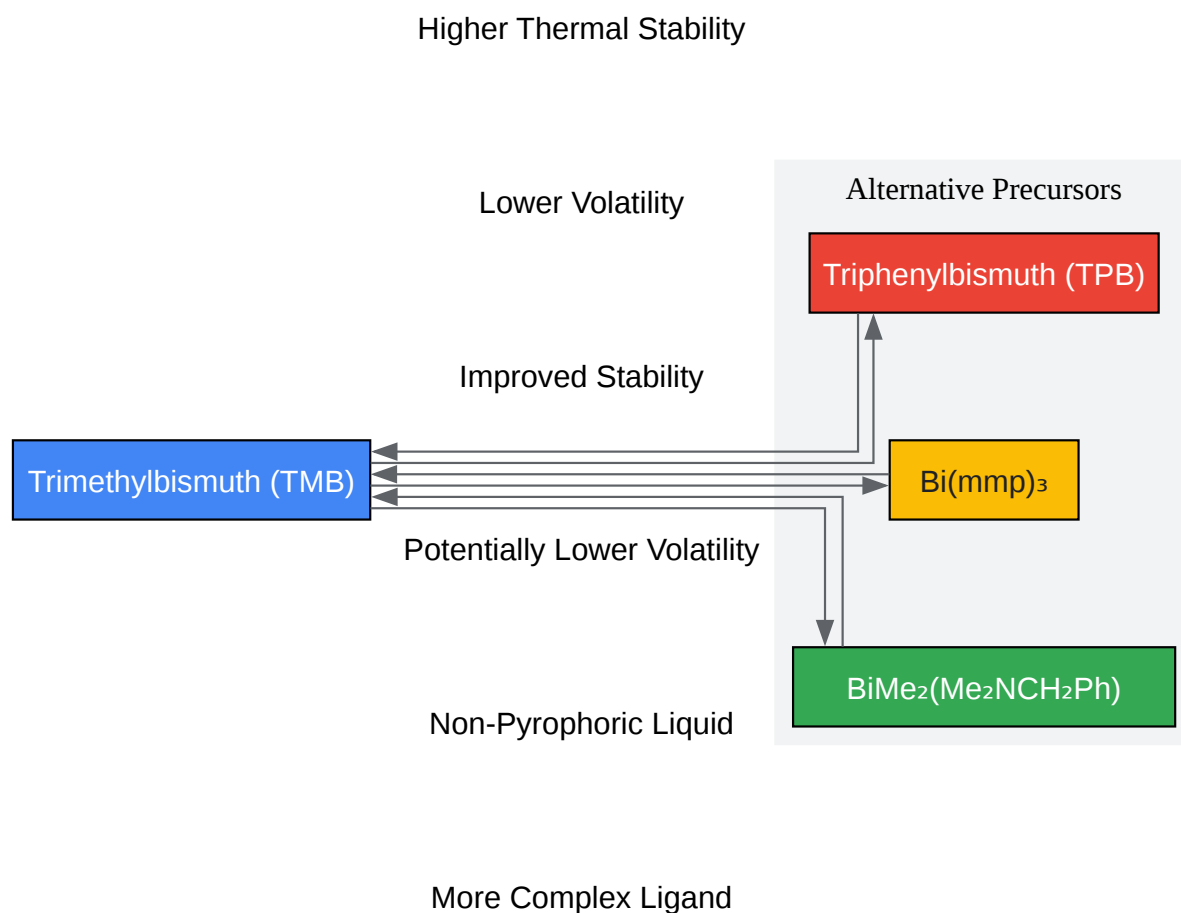 Higher Thermal Stability
Lower Volatility
Alternative Precursors
Triphenylbismuth (TPB)
Improved Stability
Trimethylbismuth (TMB)
Bi(mmp)₃
Potentially Lower Volatility
BiMe₂(Me₂NCH₂Ph)
Non-Pyrophoric Liquid
More Complex Ligand